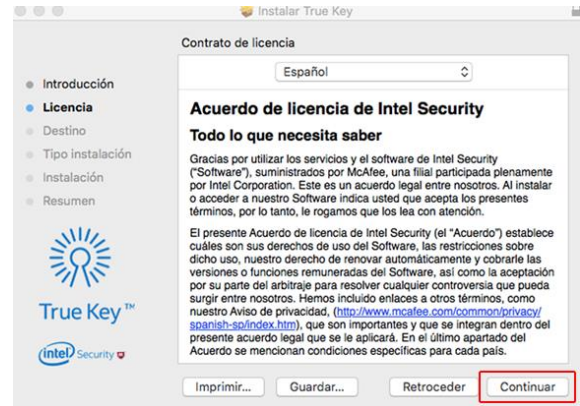 Instalar True Key
Contrato de licencia
Español
Introducción
Licencia
Destino
Tipo instalación
Instalación
Resumen
True Key™
intel Security
Acuerdo de licencia de Intel Security
Todo lo que necesita saber
Gracias por utilizar los servicios y el software de Intel Security
("Software"), suministrados por McAfee, una filial participada plenamente
por Intel Corporation. Este es un acuerdo legal entre nosotros. Al instalar
o acceder a nuestro Software indica usted que acepta los presentes
términos, por lo tanto, le rogamos que los lea con atención.
El presente Acuerdo de licencia de Intel Security (el "Acuerdo") establece
cuáles son sus derechos de uso del Software, las restricciones sobre
dicho uso, nuestro derecho de renovar automáticamente y cobrarle las
versiones o funciones remuneradas del Software, así como la aceptación
por su parte del arbitraje para resolver cualquier controversia que pueda
surgir entre nosotros. Hemos incluido enlaces a otros términos, como
nuestro Aviso de privacidad, (http://www.mcafee.com/common/privacy/
spanish-sp/index.htm), que son importantes y que se integran dentro del
presente acuerdo legal que se le aplicará. En el último apartado del
Acuerdo se mencionan condiciones específicas para cada país.
Imprimir...
Guardar...
Retroceder
Continuar